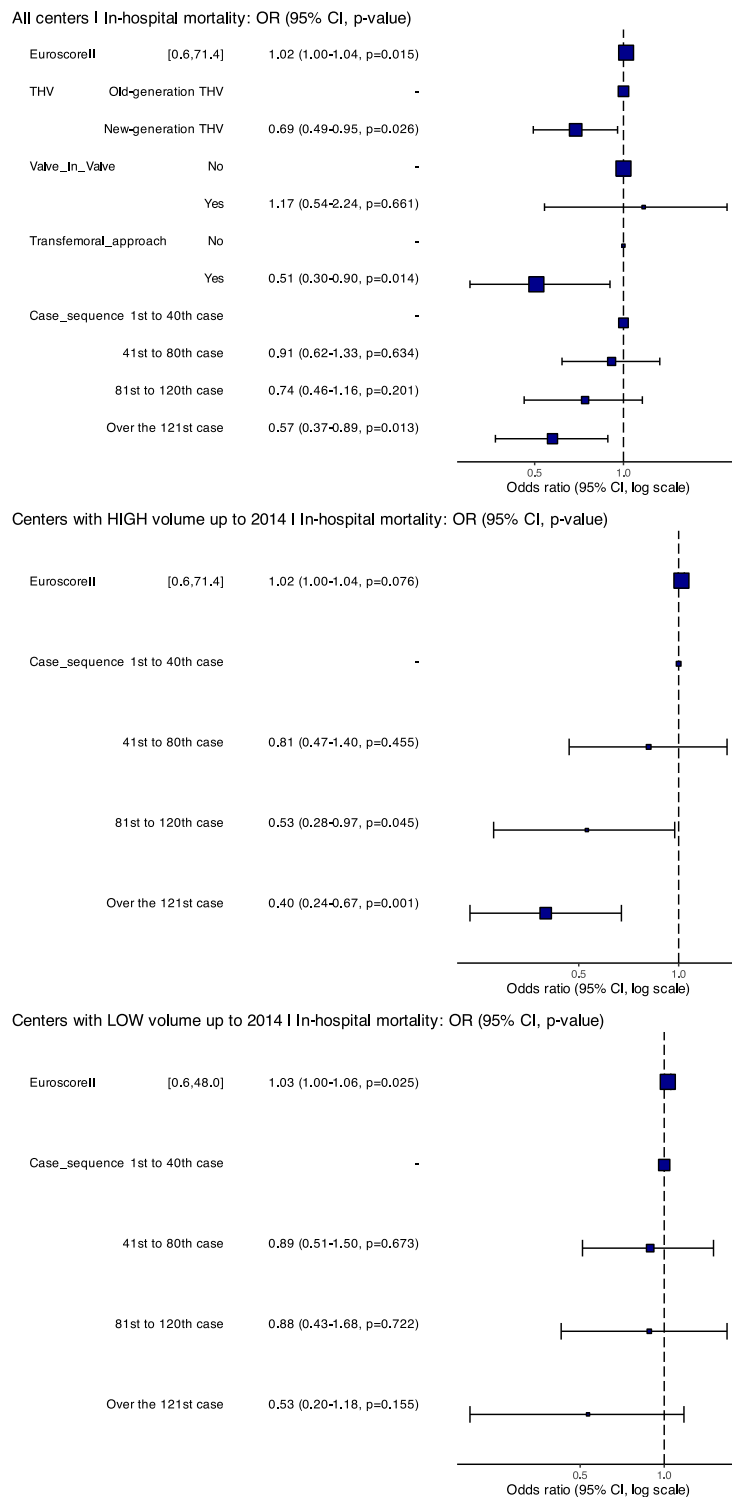 All centers | In-hospital mortality: OR (95% CI, p-value)
EuroscoreII [0.6,71.4] 1.02 (1.00-1.04, p=0.015)
THV Old-generation THV -
New-generation THV 0.69 (0.49-0.95, p=0.026)
Valve_In_Valve No -
Yes 1.17 (0.54-2.24, p=0.661)
Transfemoral_approach No -
Yes 0.51 (0.30-0.90, p=0.014)
Case_sequence 1st to 40th case -
41st to 80th case 0.91 (0.62-1.33, p=0.634)
81st to 120th case 0.74 (0.46-1.16, p=0.201)
Over the 121st case 0.57 (0.37-0.89, p=0.013)
0.5 1.0
Odds ratio (95% CI, log scale)
Centers with HIGH volume up to 2014 | In-hospital mortality: OR (95% CI, p-value)
EuroscoreII [0.6,71.4] 1.02 (1.00-1.04, p=0.076)
Case_sequence 1st to 40th case -
41st to 80th case 0.81 (0.47-1.40, p=0.455)
81st to 120th case 0.53 (0.28-0.97, p=0.045)
Over the 121st case 0.40 (0.24-0.67, p=0.001)
0.5 1.0
Odds ratio (95% CI, log scale)
Centers with LOW volume up to 2014 | In-hospital mortality: OR (95% CI, p-value)
EuroscoreII [0.6,48.0] 1.03 (1.00-1.06, p=0.025)
Case_sequence 1st to 40th case -
41st to 80th case 0.89 (0.51-1.50, p=0.673)
81st to 120th case 0.88 (0.43-1.68, p=0.722)
Over the 121st case 0.53 (0.20-1.18, p=0.155)
0.5 1.0
Odds ratio (95% CI, log scale)